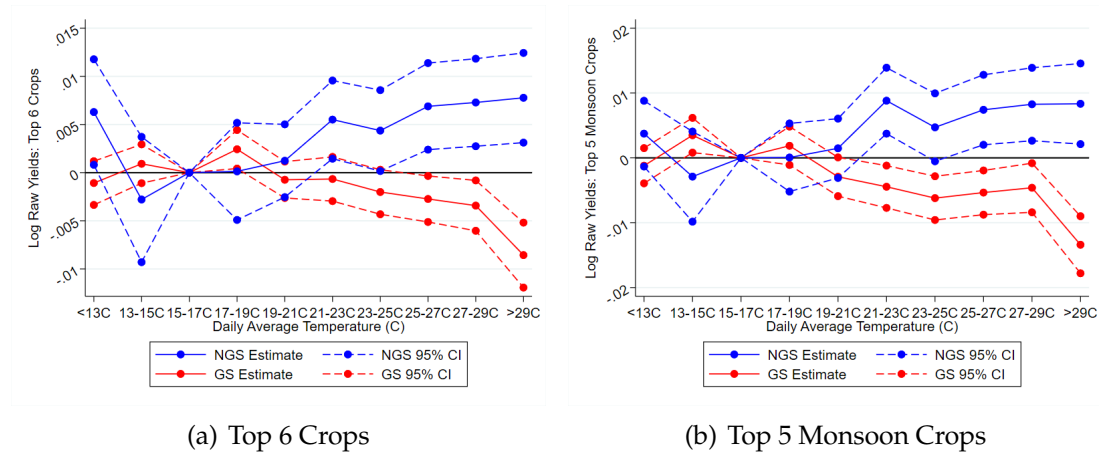 Log Raw Yields: Top 6 Crops
.015
.01
.005
0
-.005
-.01
<13C 13-15C 15-17C 17-19C 19-21C 21-23C 23-25C 25-27C 27-29C >29C
Daily Average Temperature (C)
NGS Estimate NGS 95% CI
GS Estimate GS 95% CI
(a) Top 6 Crops
Log Raw Yields: Top 5 Monsoon Crops
.02
.01
0
-.01
-.02
<13C 13-15C 15-17C 17-19C 19-21C 21-23C 23-25C 25-27C 27-29C >29C
Daily Average Temperature (C)
NGS Estimate NGS 95% CI
GS Estimate GS 95% CI
(b) Top 5 Monsoon Crops